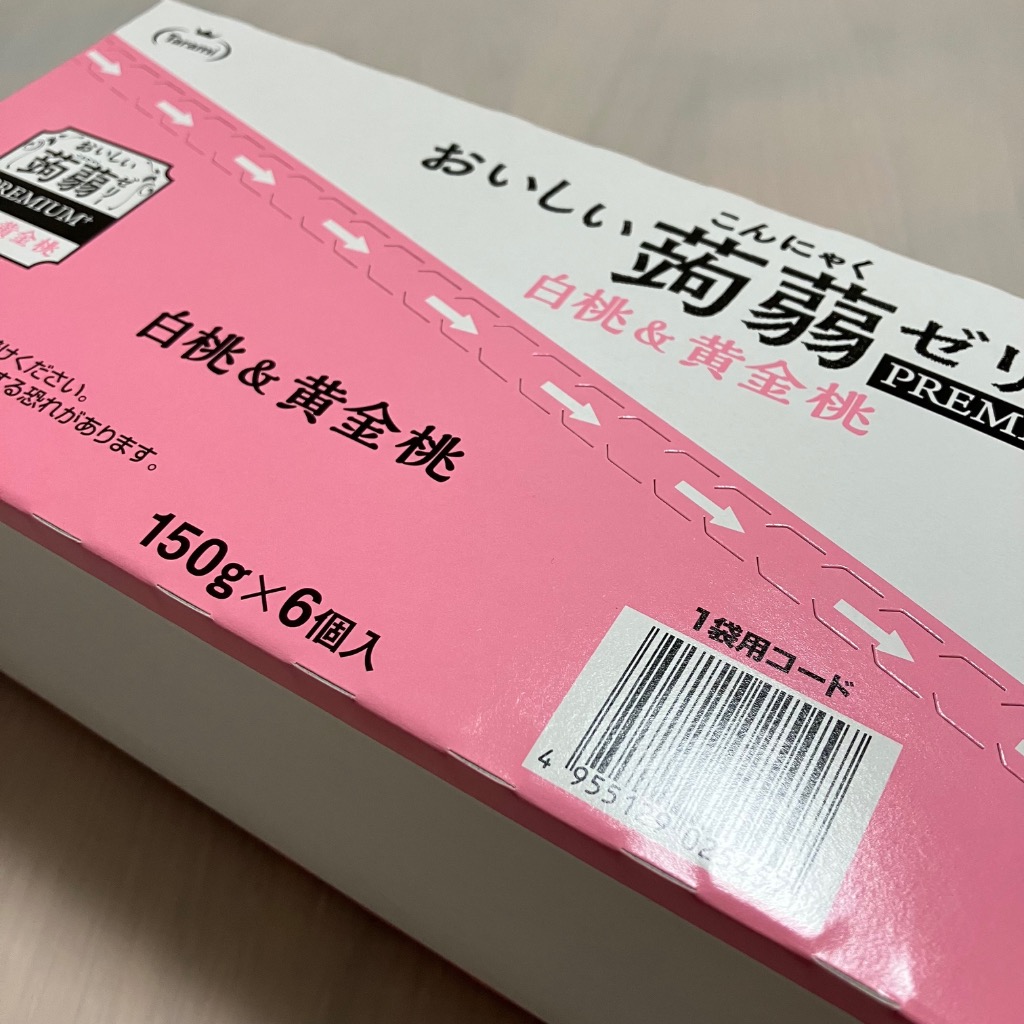 Tarami
おいしい
蒟蒻ゼリ
PREMIUM+
黄金桃
おいしい
こんにゃく
蒟蒻ゼリ
白桃&黄金桃
PREMI
白桃&黄金桃
けください。
する恐れがあります。
150g×6個入
1袋用コード
4 955129 02